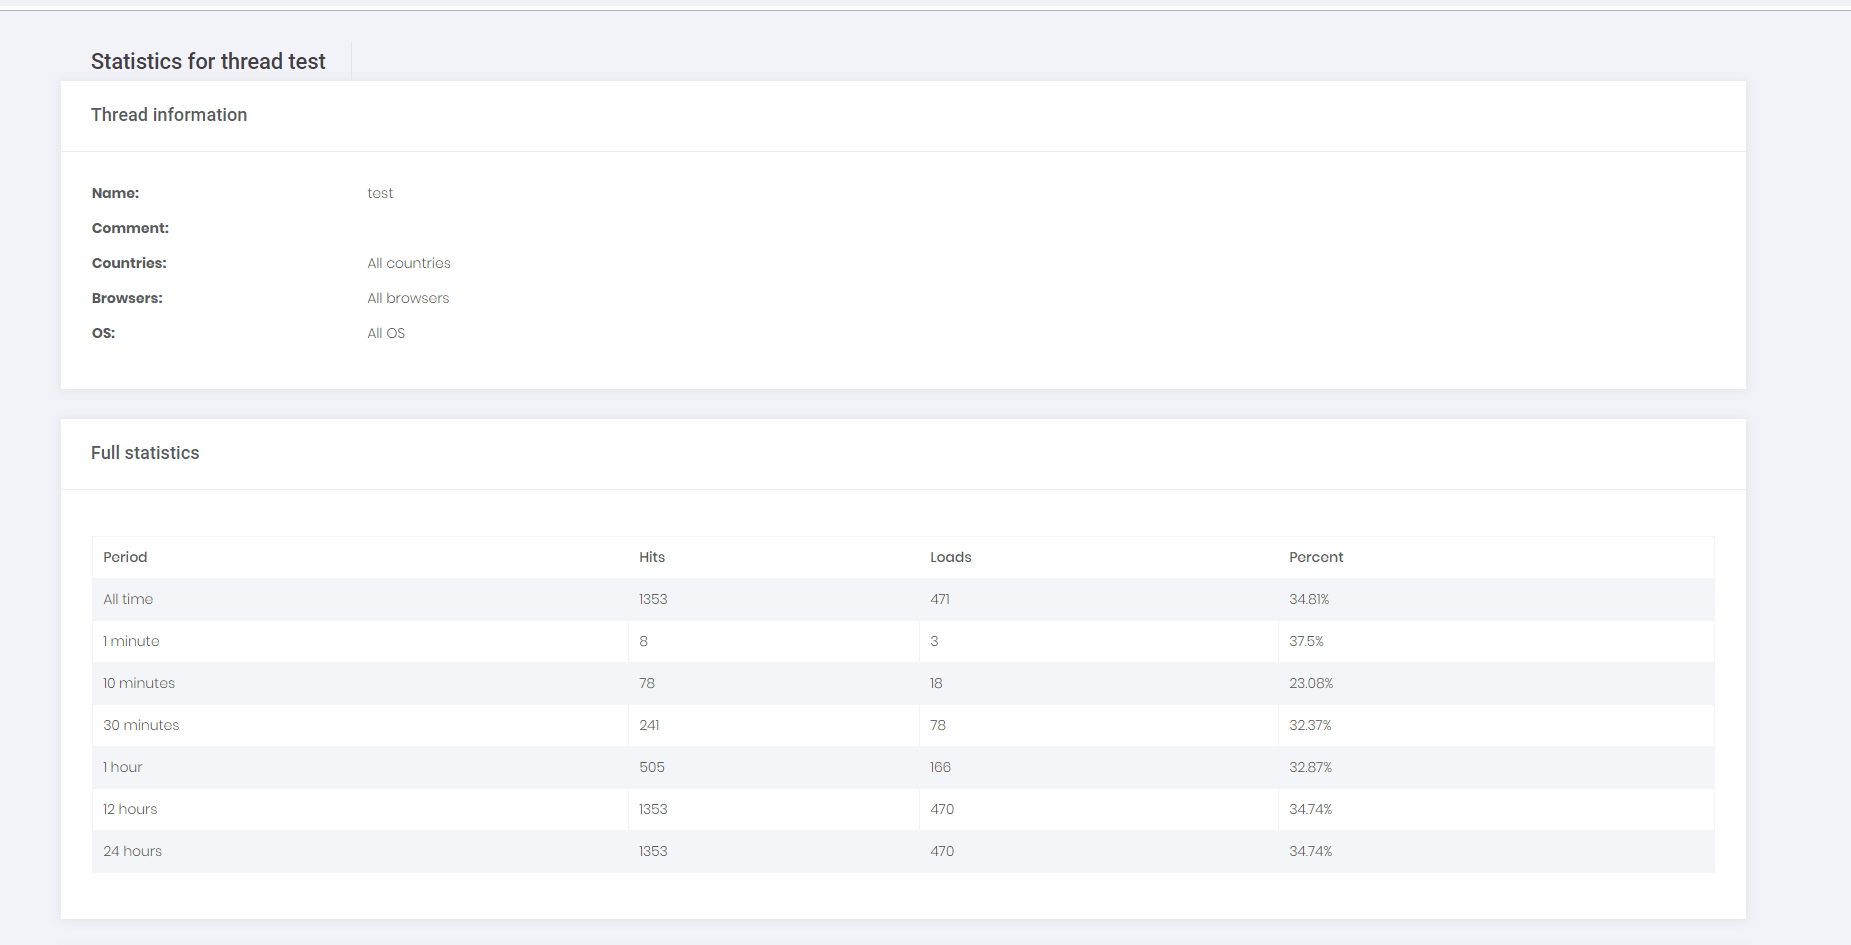 Statistics for thread test
Thread information
Name: test
Comment:
Countries: All countries
Browsers: All browsers
OS: All OS
Full statistics
Period Hits Loads Percent
All time 1353 471 34.81%
1 minute 8 3 37.5%
10 minutes 78 18 23.08%
30 minutes 241 78 32.37%
1 hour 505 166 32.87%
12 hours 1353 470 34.74%
24 hours 1353 470 34.74%